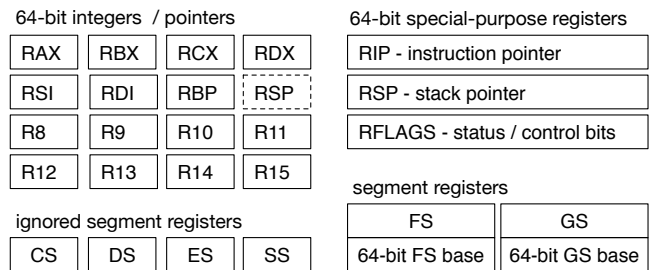 64-bit integers / pointers
RAX RBX RCX RDX
RSI RDI RBP RSP
R8 R9 R10 R11
R12 R13 R14 R15
ignored segment registers
CS DS ES SS
64-bit special-purpose registers
RIP - instruction pointer
RSP - stack pointer
RFLAGS - status / control bits
segment registers
FS GS
64-bit FS base 64-bit GS base